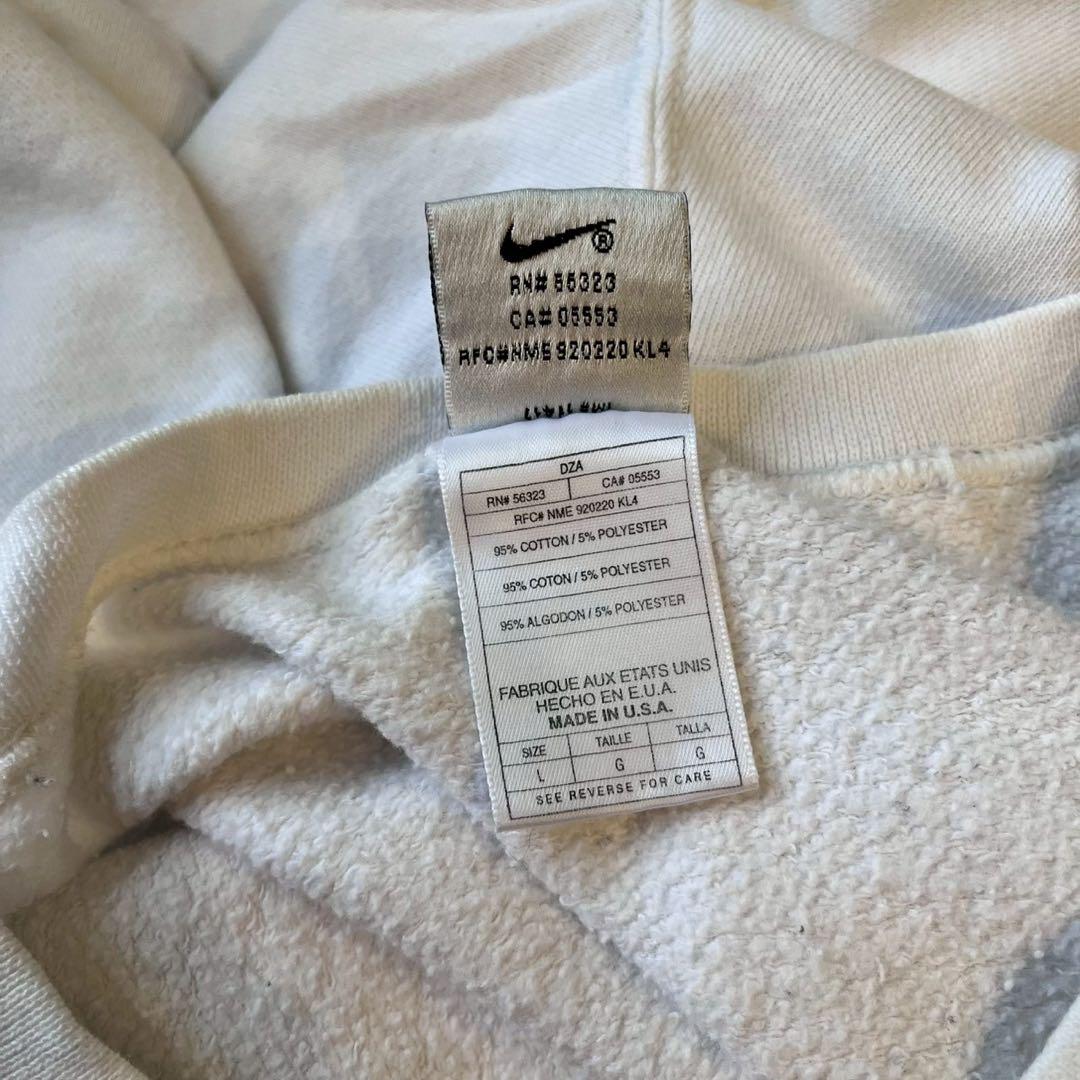 ®
RN# 56323
CA# 05553
RFC#NME 920220 KL4
DZA
RN# 56323 CA# 05553
RFC# NME 920220 KL4
95% COTTON / 5% POLYESTER
95% COTON / 5% POLYESTER
95% ALGODON / 5% POLYESTER
FABRIQUE AUX ETATS UNIS
HECHO EN E.U.A.
MADE IN U.S.A.
SIZE TAILLE TALLA
L G G
SEE REVERSE FOR CARE